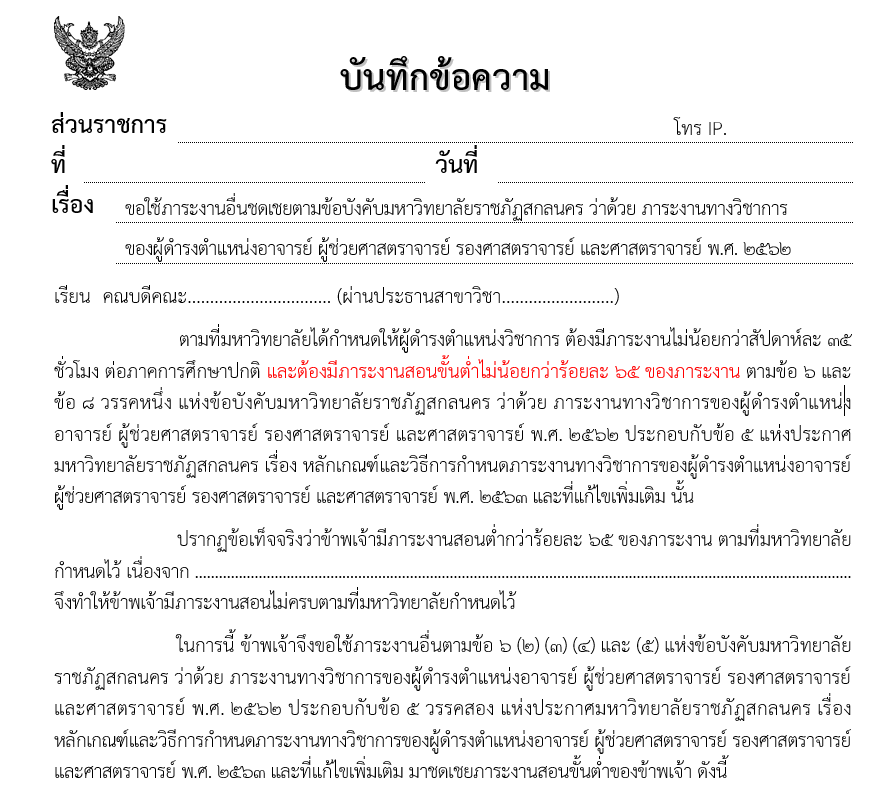 บันทึกข้อความ
ส่วนราชการ โทร IP.
ที่ วันที่
เรื่อง ขอใช้ภาระงานอื่นชดเชยตามข้อบังคับมหาวิทยาลัยราชภัฏสกลนคร ว่าด้วย ภาระงานทางวิชาการ
ของผู้ดำรงตำแหน่งอาจารย์ ผู้ช่วยศาสตราจารย์ รองศาสตราจารย์ และศาสตราจารย์ พ.ศ. ๒๕๖๒
เรียน คณบดีคณะ................................ (ผ่านประธานสาขาวิชา.........................)
ตามที่มหาวิทยาลัยได้กำหนดให้ผู้ดำรงตำแหน่งวิชาการ ต้องมีภาระงานไม่น้อยกว่าสัปดาห์ละ ๓๕
ชั่วโมง ต่อภาคการศึกษาปกติ และต้องมีภาระงานสอนขั้นต่ำไม่น้อยกว่าร้อยละ ๖๕ ของภาระงาน ตามข้อ ๖ และ
ข้อ ๘ วรรคหนึ่ง แห่งข้อบังคับมหาวิทยาลัยราชภัฏสกลนคร ว่าด้วย ภาระงานทางวิชาการของผู้ดำรงตำแหน่ง
อาจารย์ ผู้ช่วยศาสตราจารย์ รองศาสตราจารย์ และศาสตราจารย์ พ.ศ. ๒๕๖๒ ประกอบกับข้อ ๕ แห่งประกาศ
มหาวิทยาลัยราชภัฏสกลนคร เรื่อง หลักเกณฑ์และวิธีการกำหนดภาระงานทางวิชาการของผู้ดำรงตำแหน่งอาจารย์
ผู้ช่วยศาสตราจารย์ รองศาสตราจารย์ และศาสตราจารย์ พ.ศ. ๒๕๖๓ และที่แก้ไขเพิ่มเติม นั้น
ปรากฏข้อเท็จจริงว่าข้าพเจ้ามีภาระงานสอนต่ำกว่าร้อยละ ๖๕ ของภาระงาน ตามที่มหาวิทยาลัย
กำหนดไว้ เนื่องจาก ....................................................................................................................................................
จึงทำให้ข้าพเจ้ามีภาระงานสอนไม่ครบตามที่มหาวิทยาลัยกำหนดไว้
ในการนี้ ข้าพเจ้าจึงขอใช้ภาระงานอื่นตามข้อ ๖ (๒) (๓) (๔) และ (๕) แห่งข้อบังคับมหาวิทยาลัย
ราชภัฏสกลนคร ว่าด้วย ภาระงานทางวิชาการของผู้ดำรงตำแหน่งอาจารย์ ผู้ช่วยศาสตราจารย์ รองศาสตราจารย์
และศาสตราจารย์ พ.ศ. ๒๕๖๒ ประกอบกับข้อ ๕ วรรคสอง แห่งประกาศมหาวิทยาลัยราชภัฏสกลนคร เรื่อง
หลักเกณฑ์และวิธีการกำหนดภาระงานทางวิชาการของผู้ดำรงตำแหน่งอาจารย์ ผู้ช่วยศาสตราจารย์ รองศาสตราจารย์
และศาสตราจารย์ พ.ศ. ๒๕๖๓ และที่แก้ไขเพิ่มเติม มาชดเชยภาระงานสอนขั้นต่ำของข้าพเจ้า ดังนี้